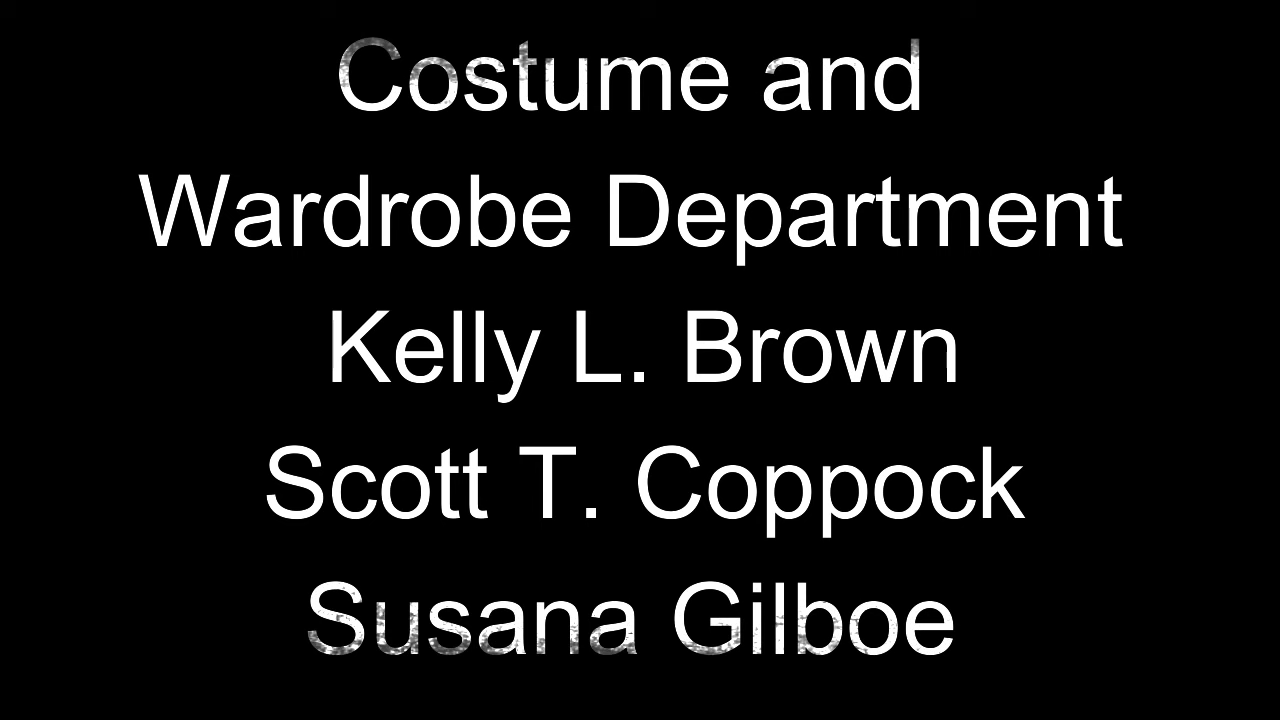 Costume and
Wardrobe Department
Kelly L. Brown
Scott T. Coppock
Susana Gilboe